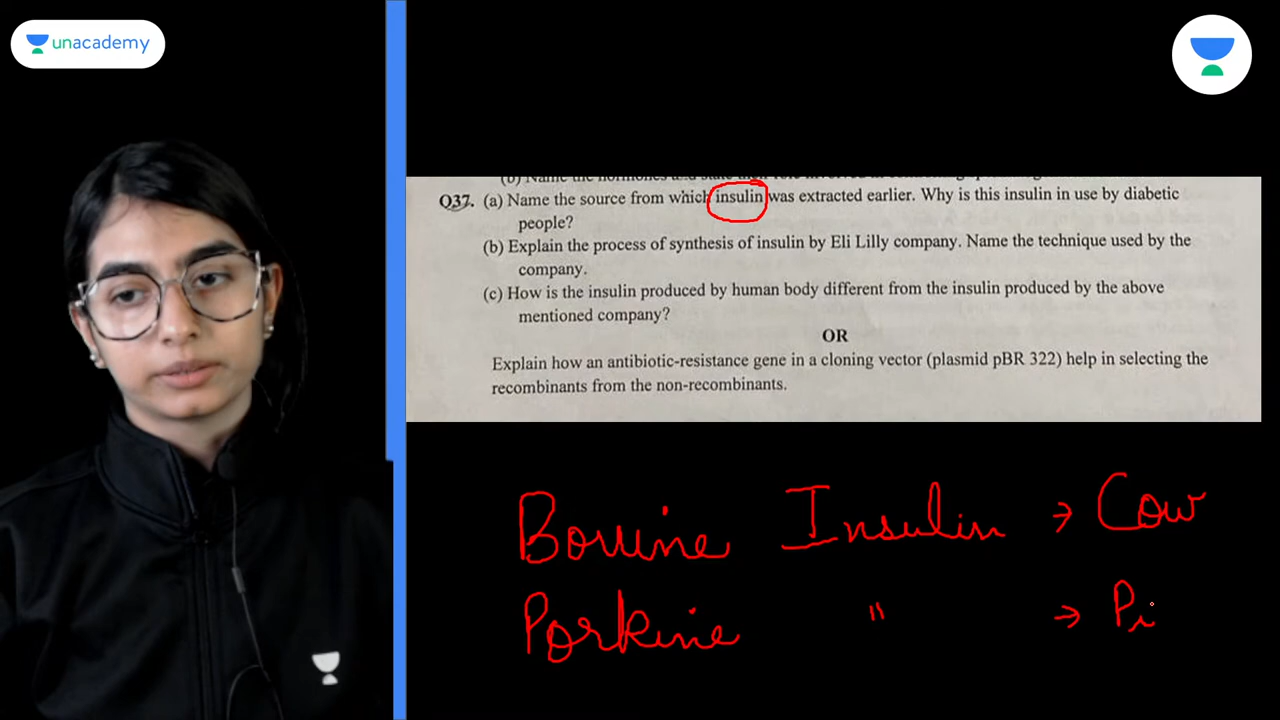 unacademy
Q37. (a) Name the source from which insulin was extracted earlier. Why is this insulin in use by diabetic
people?
(b) Explain the process of synthesis of insulin by Eli Lilly company. Name the technique used by the
company.
(c) How is the insulin produced by human body different from the insulin produced by the above
mentioned company?
OR
Explain how an antibiotic-resistance gene in a cloning vector (plasmid pBR 322) help in selecting the
recombinants from the non-recombinants.
Bovine Insulin → Cow
Porkine " → Pi